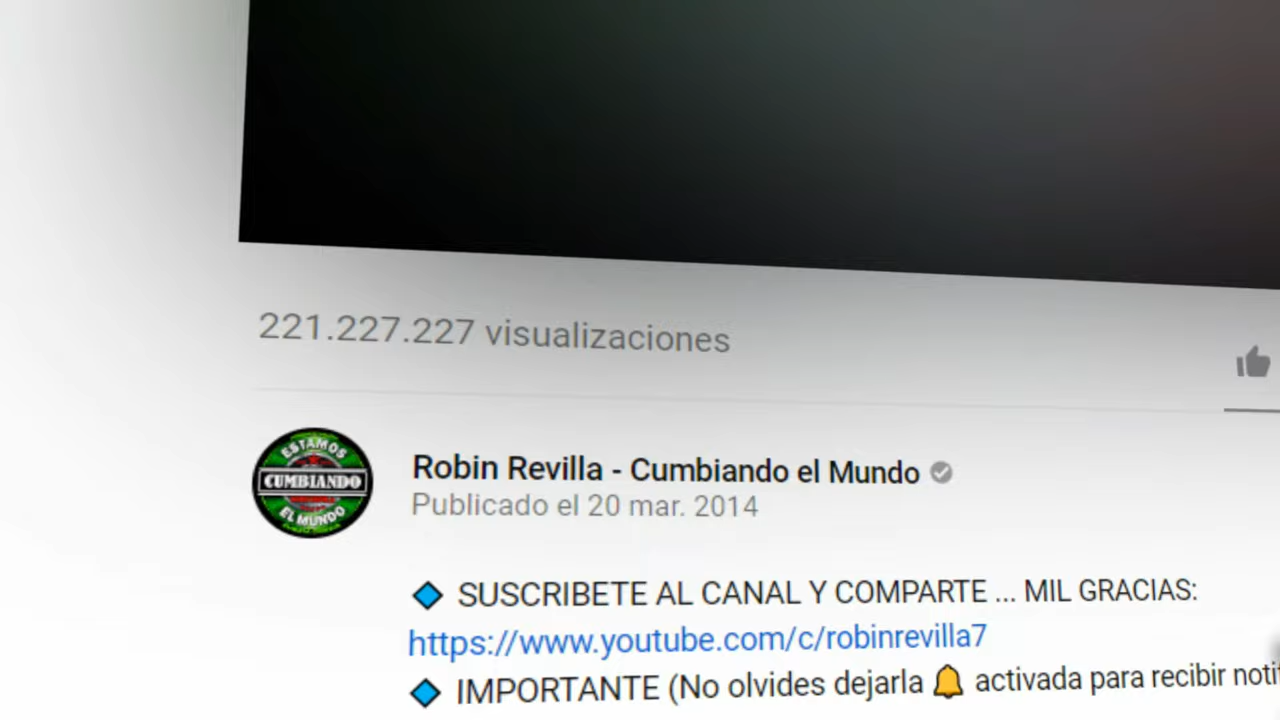 221.227.227 visualizaciones
ESTAMOS
CUMBIANDO
EL MUNDO
Robin Revilla - Cumbiando el Mundo
Publicado el 20 mar. 2014
🔷 SUSCRIBETE AL CANAL Y COMPARTE ... MIL GRACIAS:
https://www.youtube.com/c/robinrevilla7
🔷 IMPORTANTE (No olvides dejarla 🔔 activada para recibir noti